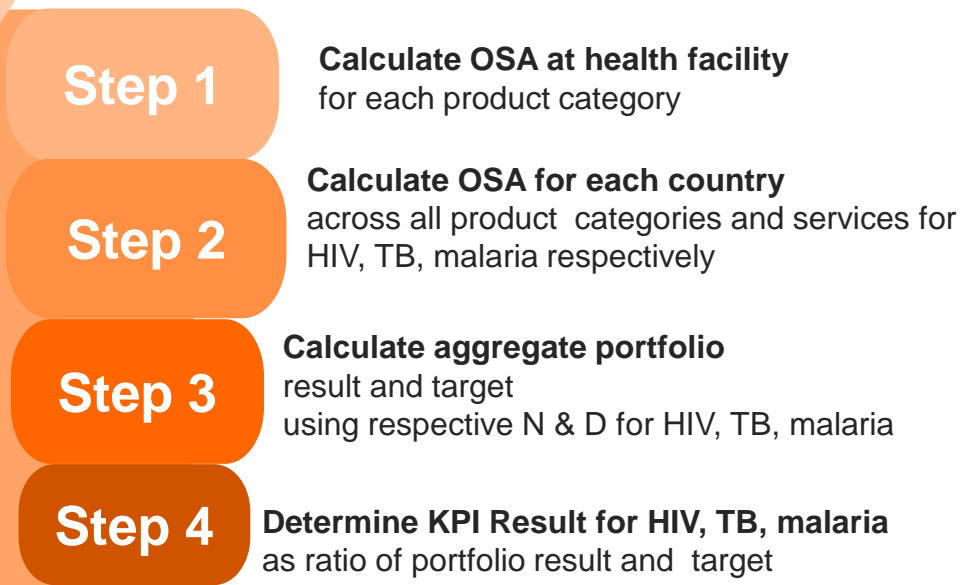 Step 1
Calculate OSA at health facility
for each product category
Step 2
Calculate OSA for each country
across all product categories and services for
HIV, TB, malaria respectively
Step 3
Calculate aggregate portfolio
result and target
using respective N & D for HIV, TB, malaria
Step 4
Determine KPI Result for HIV, TB, malaria
as ratio of portfolio result and target